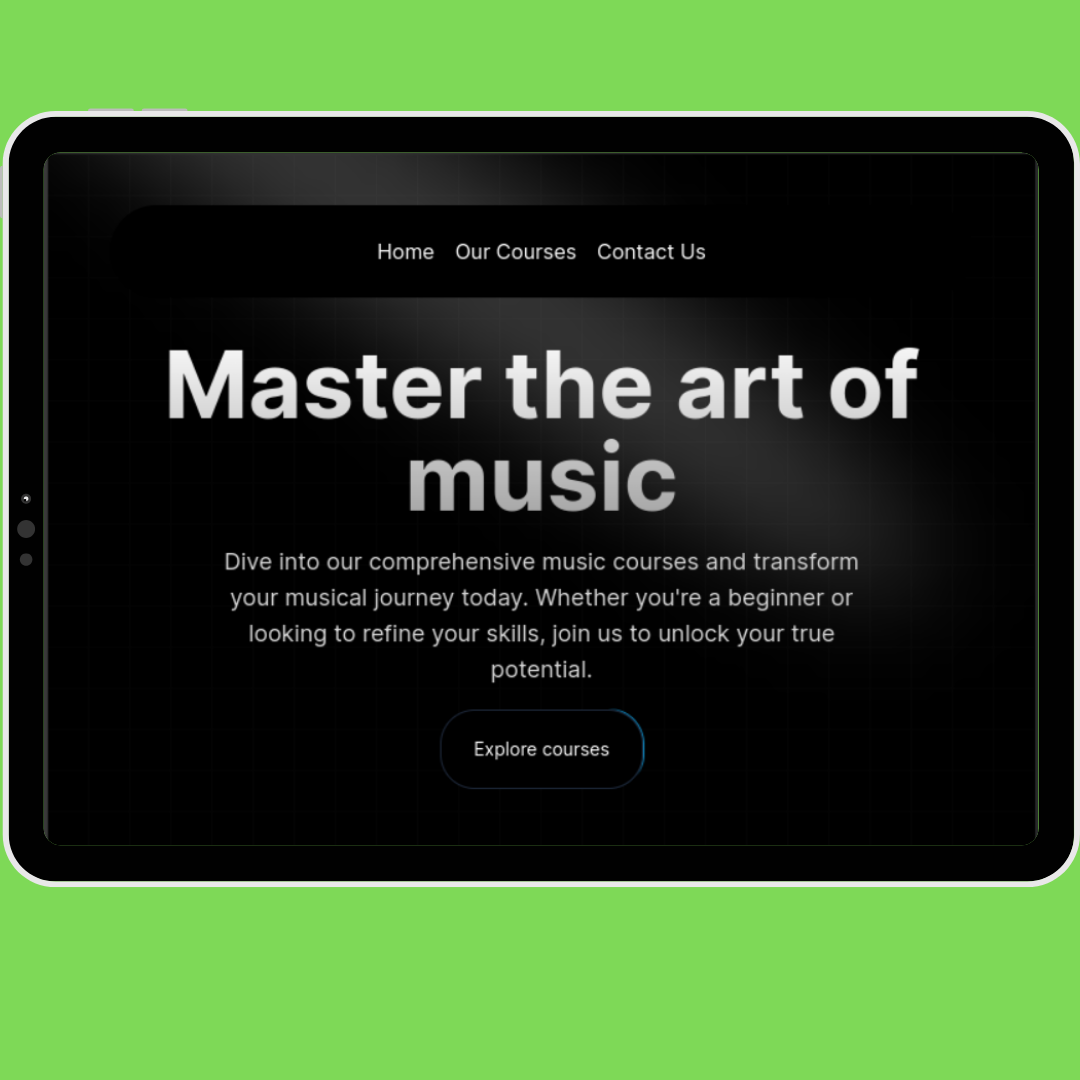 Home Our Courses Contact Us
Master the art of
music
Dive into our comprehensive music courses and transform
your musical journey today. Whether you're a beginner or
looking to refine your skills, join us to unlock your true
potential.
Explore courses